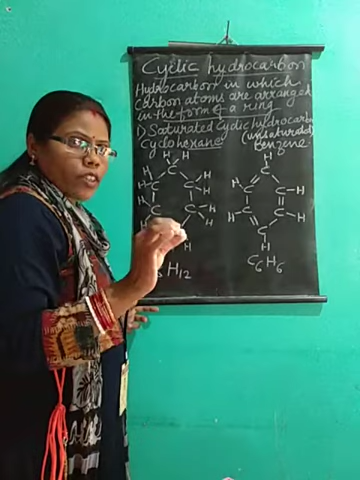 Cyclic hydrocarbon
Hydrocarbon in which
Carbon atoms are arranged
in the form of a ring
1) Saturated Cyclic hydrocarbon
Cyclohexane (unsaturated)
benzene.
H H
H C H
H C C H
H C C H
H H
H
C
H C C H
H C C H
C
H
H12 C6H6